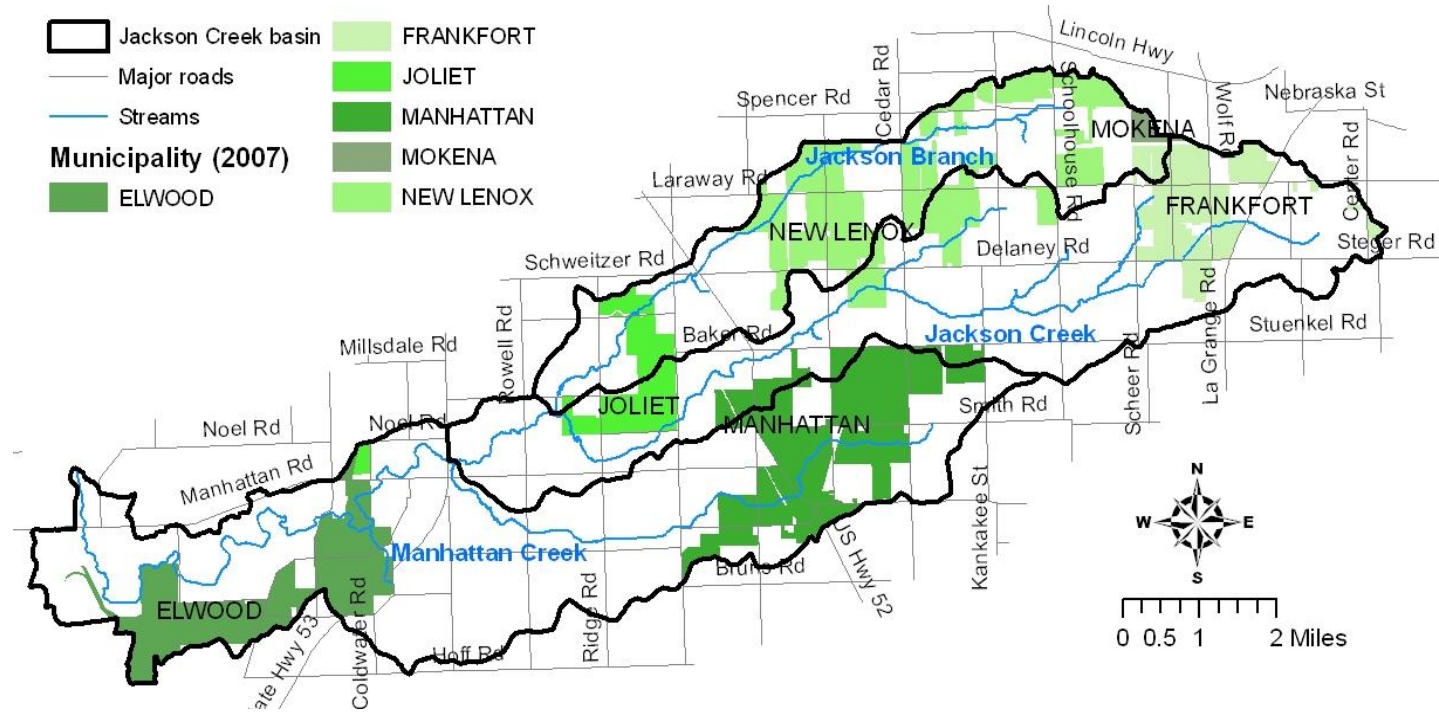 Jackson Creek basin
Major roads
Streams
Municipality (2007)
ELWOOD
FRANKFORT
JOLIET
MANHATTAN
MOKENA
NEW LENOX
Lincoln Hwy
Cedar Rd
Schoolhouse Rd
Spencer Rd
Wolf Rd
Nebraska St
MOKENA
Center Rd
Jackson Branch
Laraway Rd
FRANKFORT
NEW LENOX
Delaney Rd
Steger Rd
Schweitzer Rd
La Grange Rd
Rowell Rd
Baker Rd
Jackson Creek
Stuenkel Rd
Millsdale Rd
Scheer Rd
JOLIET
Smith Rd
MANHATTAN
Noel Rd
Noel Rd
Manhattan Rd
Kankakee St
US Hwy 52
Manhattan Creek
Bruns Rd
ELWOOD
Ridge Rd
Coldwater Rd
ate Hwy 53
Hoff Rd
N
W
E
S
0 0.5 1 2 Miles